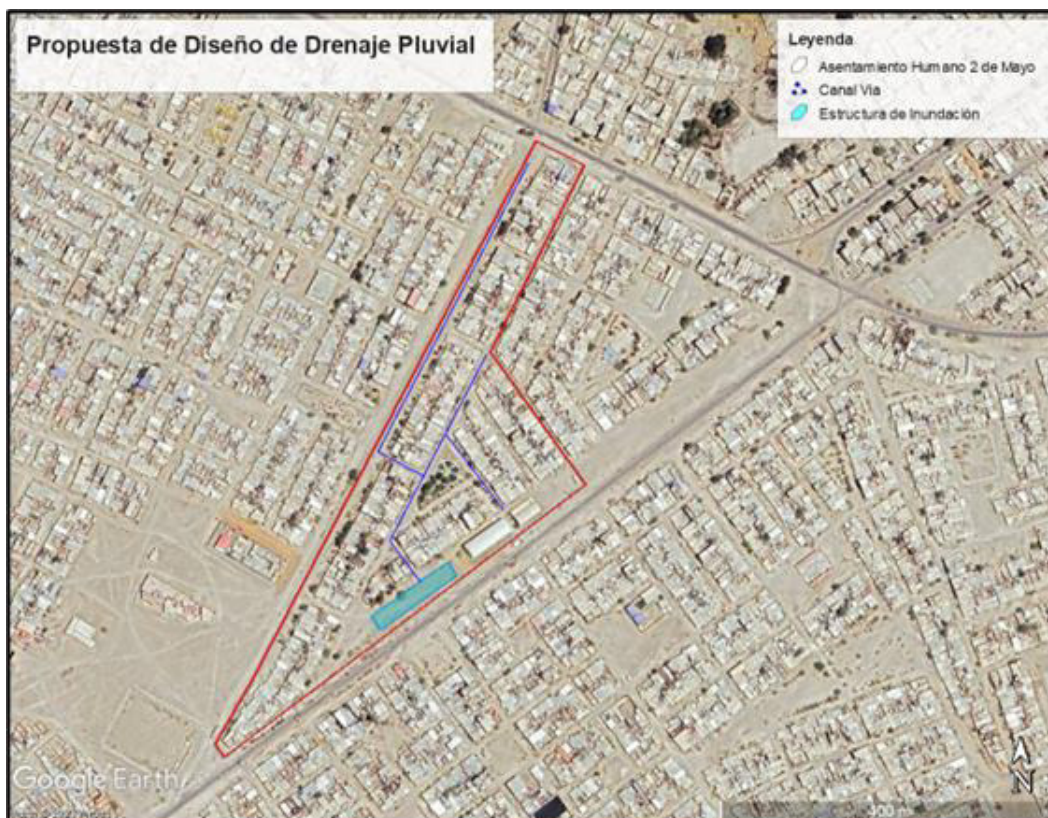 Propuesta de Diseño de Drenaje Pluvial
Leyenda
Asentamiento Humano 2 de Mayo
Canal Via
Estructura de Inundación
Google Earth
300 m
N